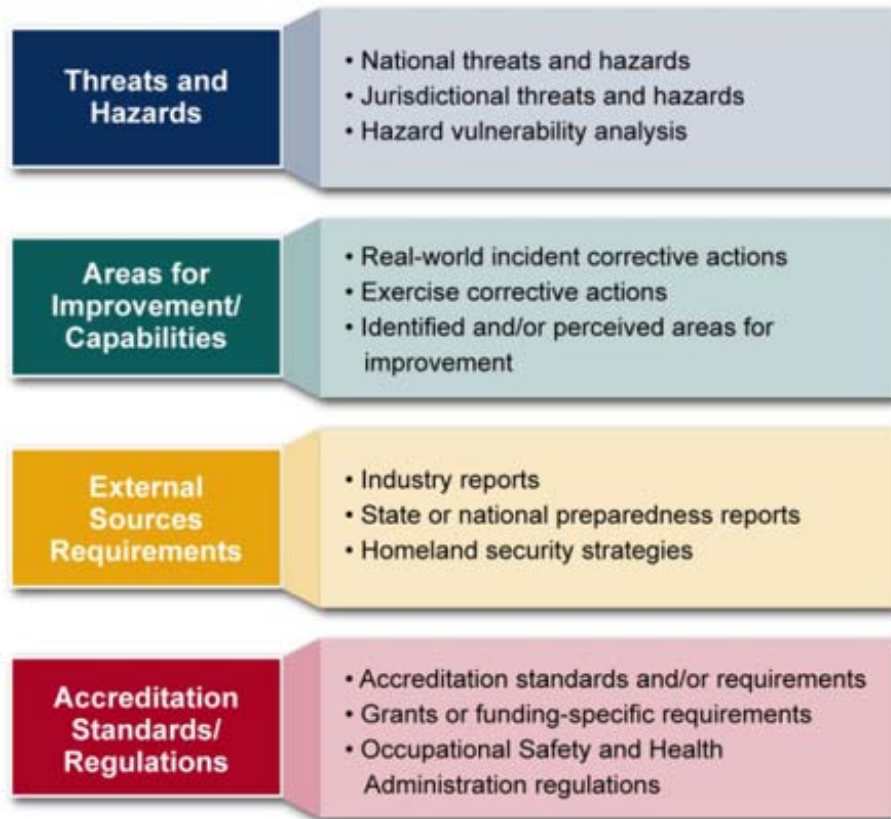 Threats and
Hazards
• National threats and hazards
• Jurisdictional threats and hazards
• Hazard vulnerability analysis
Areas for
Improvement/
Capabilities
• Real-world incident corrective actions
• Exercise corrective actions
• Identified and/or perceived areas for
improvement
External
Sources
Requirements
• Industry reports
• State or national preparedness reports
• Homeland security strategies
Accreditation
Standards/
Regulations
• Accreditation standards and/or requirements
• Grants or funding-specific requirements
• Occupational Safety and Health
Administration regulations